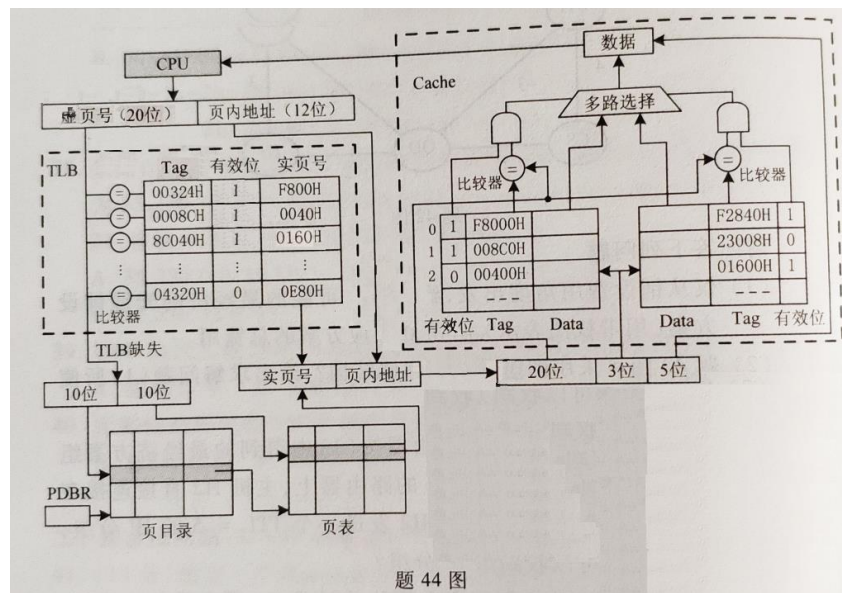 CPU
虚页号（20位）
页内地址（12位）
TLB
Tag 有效位 实页号
= 00324H 1 F800H
= 0008CH 1 0040H
= 8C040H 1 0160H
⋮ ⋮ ⋮
= 04320H 0 0E80H
比较器
TLB缺失
10位 10位
PDBR
页目录
页表
实页号 页内地址
20位 3位 5位
Cache
数据
多路选择
= =
比较器 比较器
0 1 F8000H F2840H 1
1 1 008C0H 23008H 0
2 0 00400H 01600H 1
... ...
有效位 Tag Data Data Tag 有效位
题 44 图